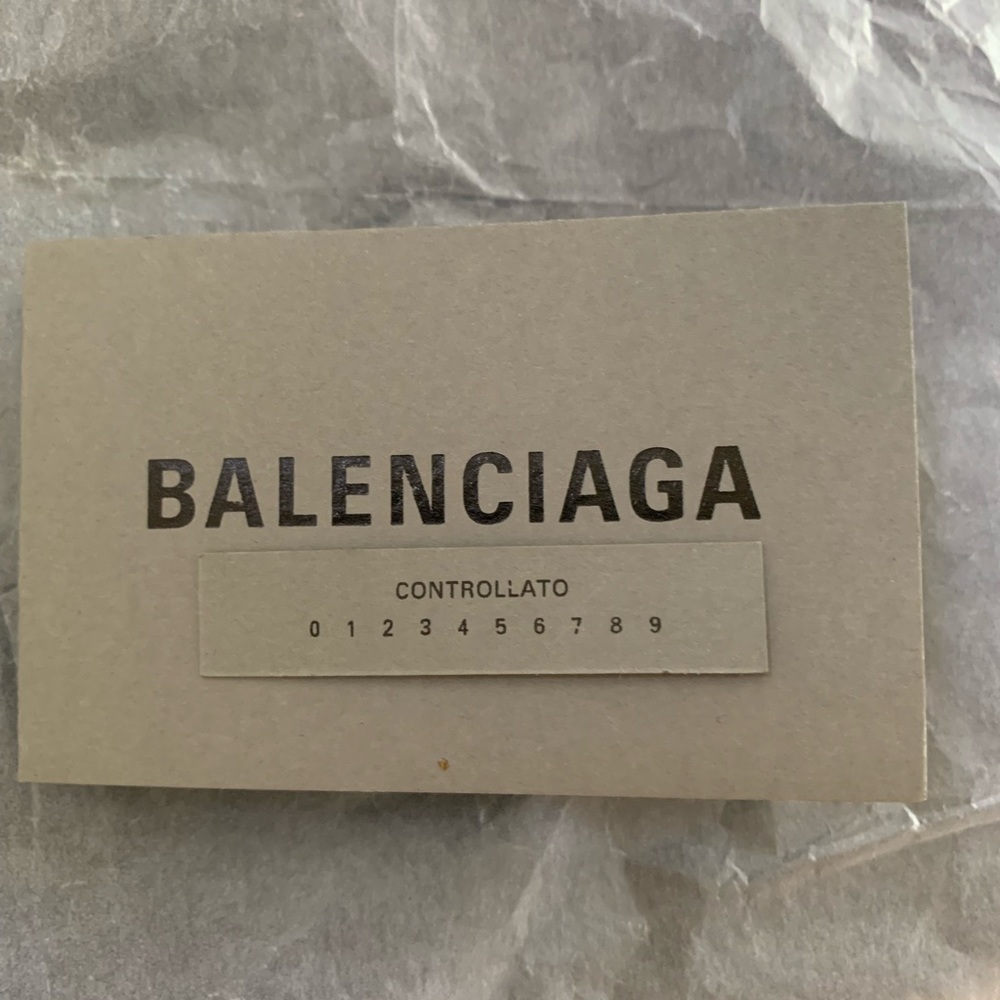 BALENCIAGA
CONTROLLATO
0 1 2 3 4 5 6 7 8 9